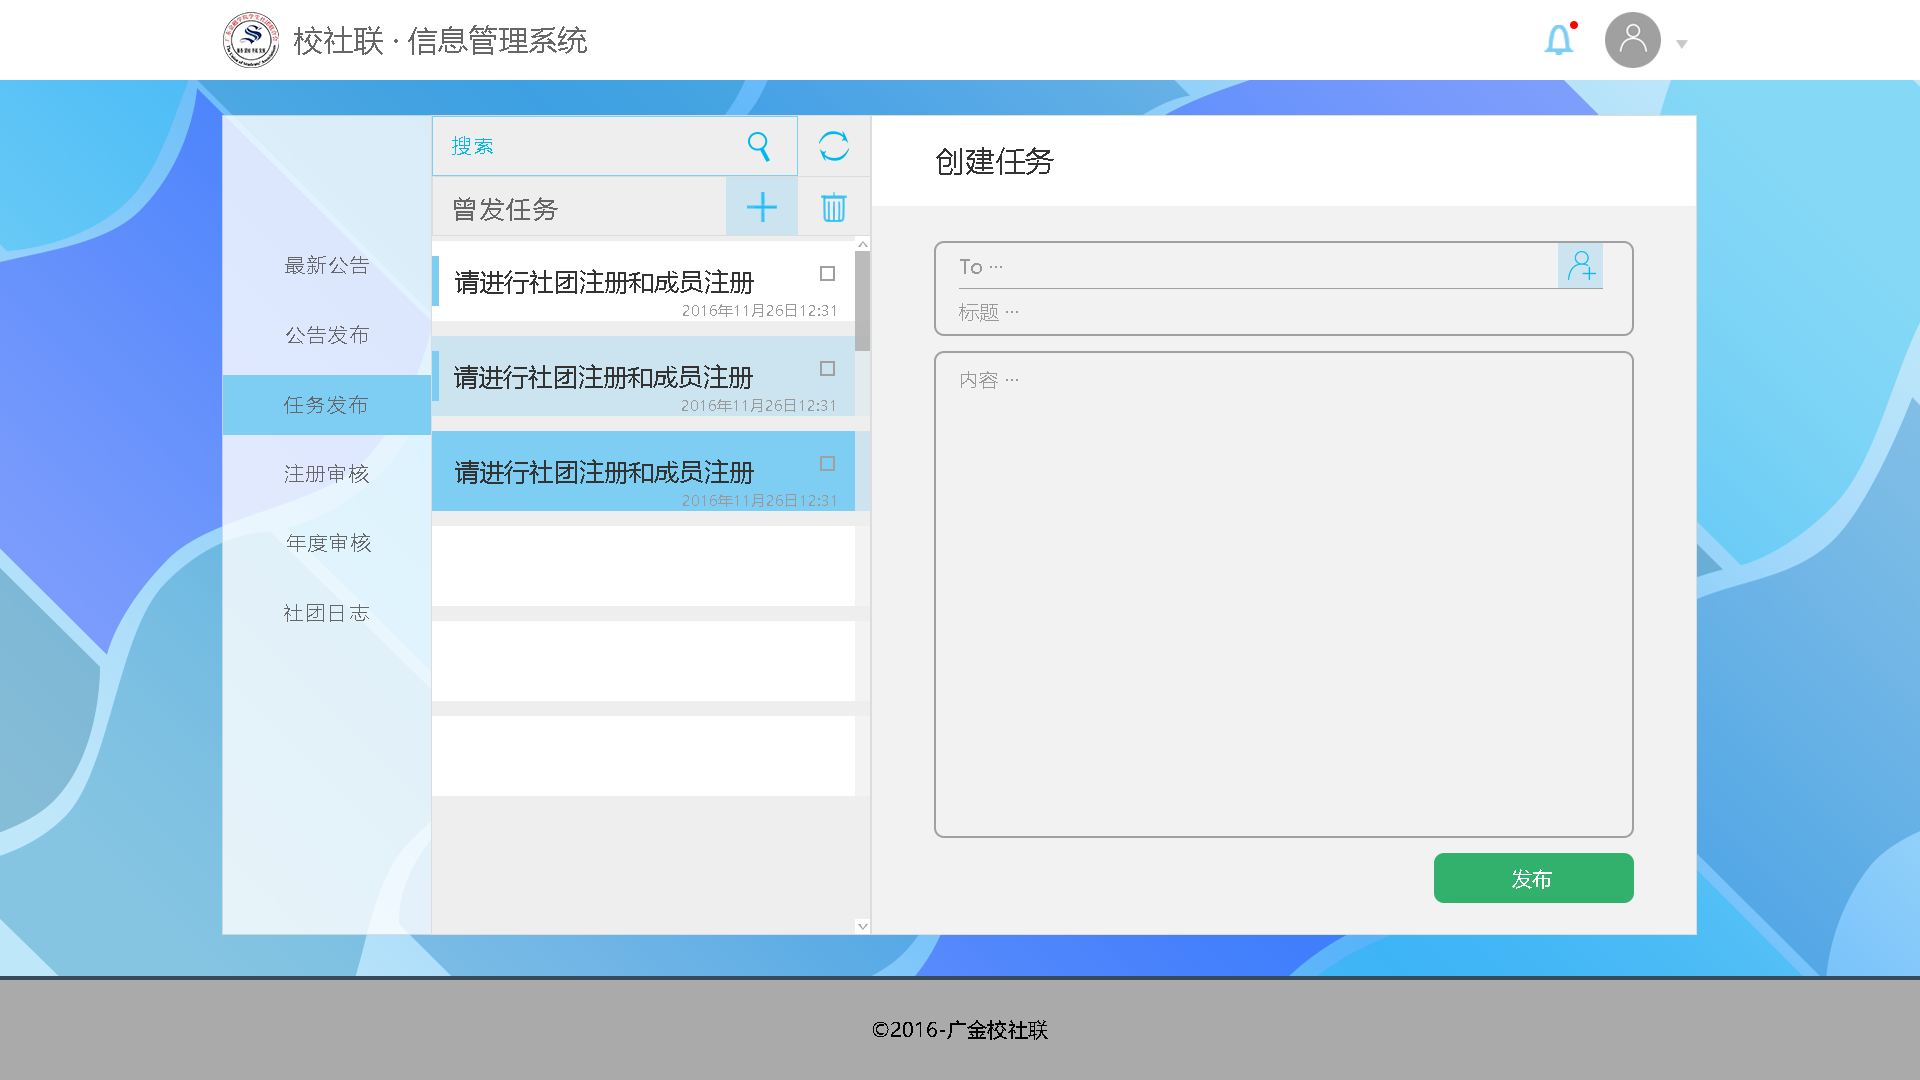 校社联 · 信息管理系统
最新公告
公告发布
任务发布
注册审核
年度审核
社团日志
搜索
曾发任务
请进行社团注册和成员注册
2016年11月26日12:31
请进行社团注册和成员注册
2016年11月26日12:31
请进行社团注册和成员注册
2016年11月26日12:31
创建任务
To ···
标题 ···
内容 ···
发布
©2016-广金校社联